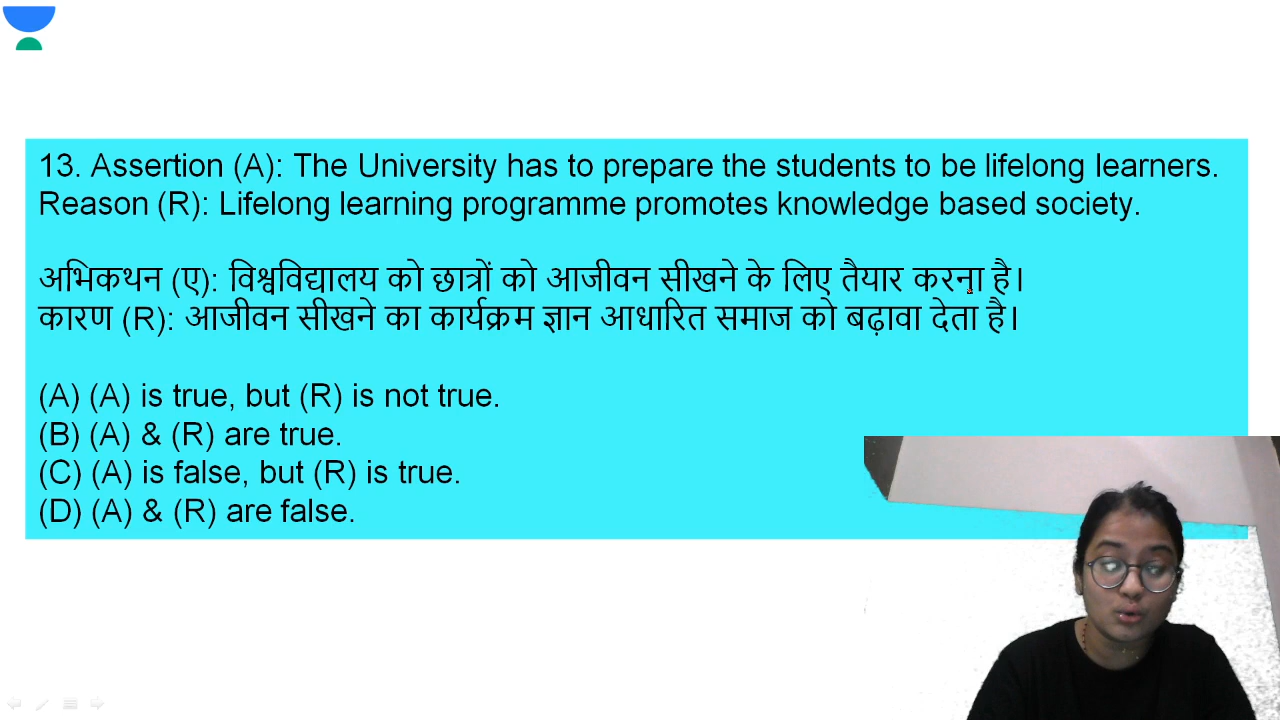 13. Assertion (A): The University has to prepare the students to be lifelong learners.
Reason (R): Lifelong learning programme promotes knowledge based society.
अभिकथन (ए): विश्वविद्यालय को छात्रों को आजीवन सीखने के लिए तैयार करना है।
कारण (R): आजीवन सीखने का कार्यक्रम ज्ञान आधारित समाज को बढ़ावा देता है।
(A) (A) is true, but (R) is not true.
(B) (A) & (R) are true.
(C) (A) is false, but (R) is true.
(D) (A) & (R) are false.